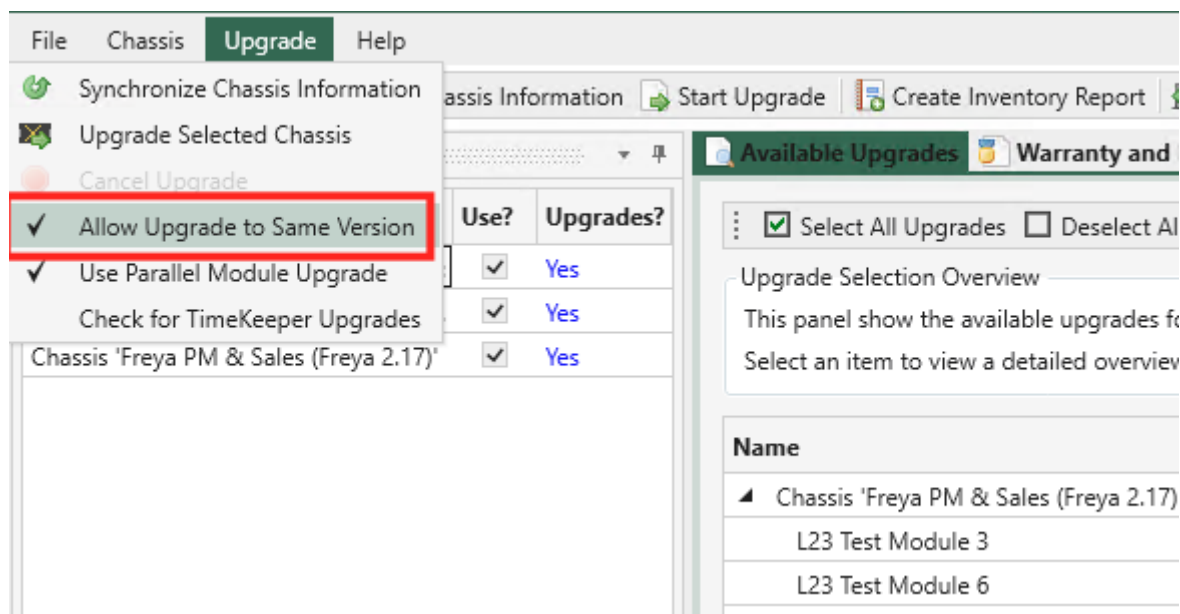 File Chassis Upgrade Help
Synchronize Chassis Information
Upgrade Selected Chassis
Cancel Upgrade
Allow Upgrade to Same Version
Use Parallel Module Upgrade
Check for TimeKeeper Upgrades
Information Start Upgrade Create Inventory Report
Use? Upgrades?
Yes
Yes
Chassis 'Freya PM & Sales (Freya 2.17)' Yes
Available Upgrades Warranty and
Select All Upgrades Deselect
Upgrade Selection Overview
This panel show the available upgrades
Select an item to view a detailed overview
Name
Chassis 'Freya PM & Sales (Freya 2.17)
L23 Test Module 3
L23 Test Module 6